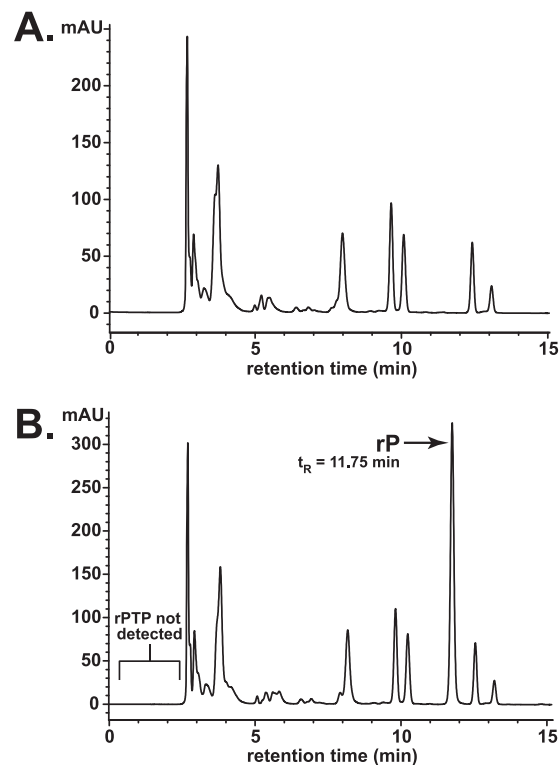 A.
mAU
200
150
100
50
0
0 5 10 15
retention time (min)
B.
mAU
300
250
200
150
100
50
0
rP
tR = 11.75 min
rPTP not
detected
0 5 10 15
retention time (min)